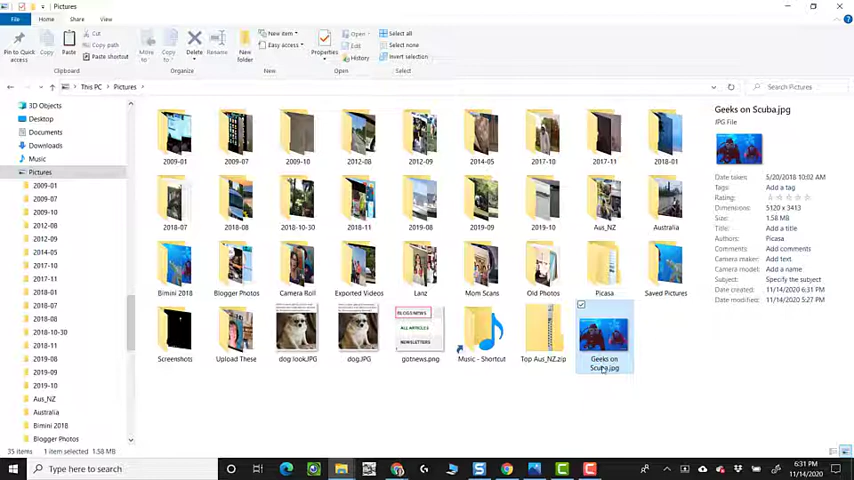 Pictures
File Home Share View
Pin to Quick access
Copy
Paste
Cut
Copy path
Paste shortcut
Move to
Copy to
Delete
Rename
New folder
New item
Easy access
Properties
Open
Edit
History
Select all
Select none
Invert selection
Clipboard Organize New Open Select
This PC > Pictures
Search Pictures
3D Objects
Desktop
Documents
Downloads
Music
Pictures
2009-01
2009-07
2009-10
2012-08
2012-09
2014-05
2017-10
2017-11
2018-01
2018-07
2018-08
2018-10-30
2018-11
2019-08
2019-09
2019-10
Aus_NZ
Australia
Bimini 2018
Blogger Photos
2009-01 2009-07 2009-10 2012-08 2012-09 2014-05 2017-10 2017-11 2018-01
2018-07 2018-08 2018-10-30 2018-11 2019-08 2019-09 2019-10 Aus_NZ Australia
Bimini 2018 Blogger Photos Camera Roll Exported Videos Lanz Mom Scans Old Photos Picasa Saved Pictures
BLOGS NEWS
ALL ARTICLES
NEWSLETTERS
Screenshots Upload These dog look.JPG dog.JPG gotnews.png Music - Shortcut Top Aus_NZ.zip Geeks on Scuba.jpg
Geeks on Scuba.jpg
JPG File
Date taken: 5/20/2018 10:02 AM
Tags: Add a tag
Rating:
Dimensions: 5120 x 3413
Size: 1.58 MB
Title: Add a title
Authors: Picasa
Comments: Add comments
Camera maker: Add text
Camera model: Add a name
Subject: Specify the subject
Date created: 11/14/2020 6:31 PM
Date modified: 11/14/2020 5:27 PM
35 items 1 item selected 1.58 MB
Type here to search
6:31 PM
11/14/2020